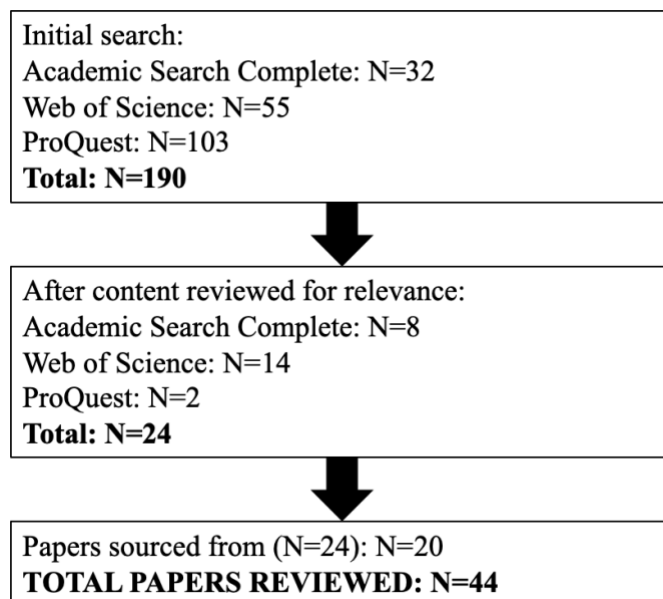 Initial search:
Academic Search Complete: N=32
Web of Science: N=55
ProQuest: N=103
Total: N=190
After content reviewed for relevance:
Academic Search Complete: N=8
Web of Science: N=14
ProQuest: N=2
Total: N=24
Papers sourced from (N=24): N=20
TOTAL PAPERS REVIEWED: N=44